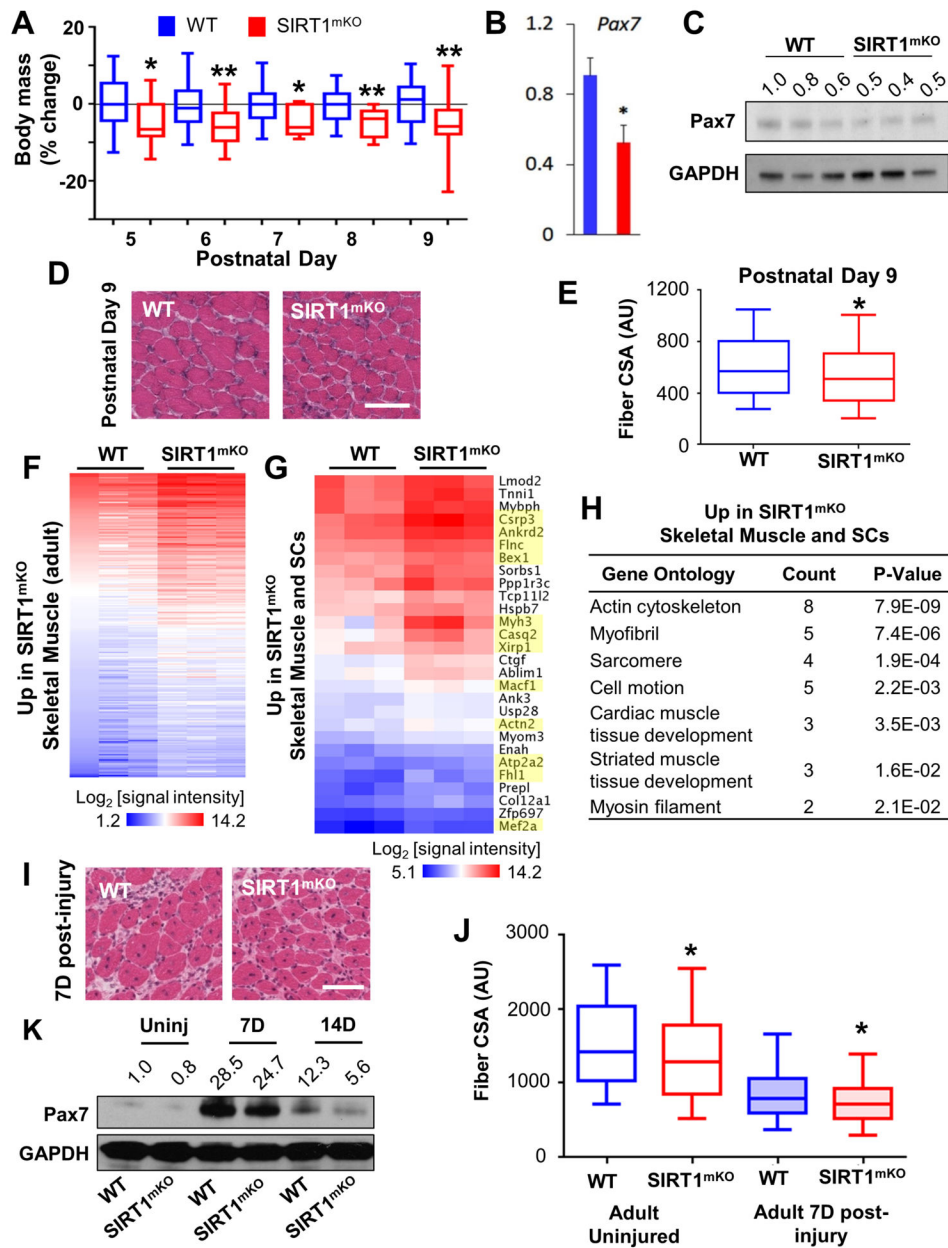 A
WT
SIRT1mKO
Body mass
(% change)
20
0
-20
*
**
*
**
**
5
6
7
8
9
Postnatal Day
B
Pax7
1.2
0.8
0.4
0
*
C
WT
SIRT1mKO
1.0
0.8
0.6
0.5
0.4
0.5
Pax7
GAPDH
D
Postnatal Day 9
WT
SIRT1mKO
E
Postnatal Day 9
Fiber CSA (AU)
1200
800
400
0
*
WT
SIRT1mKO
F
WT
SIRT1mKO
Up in SIRT1mKO
Skeletal Muscle (adult)
Log2 [signal intensity]
1.2
14.2
G
WT
SIRT1mKO
Up in SIRT1mKO
Skeletal Muscle and SCs
Lmod2
Tnni1
Mybph
Csrp3
Ankrd2
Flnc
Bex1
Sorbs1
Ppp1r3c
Tcp11l2
Hspb7
Myh3
Casq2
Xirp1
Ctgf
Ablim1
Macf1
Ank3
Usp28
Actn2
Myom3
Enah
Atp2a2
Fhl1
Prepl
Col12a1
Zfp697
Mef2a
Log2 [signal intensity]
5.1
14.2
H
Up in SIRT1mKO
Skeletal Muscle and SCs
Gene Ontology Count P-Value
Actin cytoskeleton 8 7.9E-09
Myofibril 5 7.4E-06
Sarcomere 4 1.9E-04
Cell motion 5 2.2E-03
Cardiac muscle
tissue development 3 3.5E-03
Striated muscle
tissue development 3 1.6E-02
Myosin filament 2 2.1E-02
I
7D post-injury
WT
SIRT1mKO
J
Fiber CSA (AU)
3000
2000
1000
0
*
*
WT
SIRT1mKO
WT
SIRT1mKO
Adult
Uninjured
Adult 7D post-
injury
K
Uninj
7D
14D
1.0
0.8
28.5
24.7
12.3
5.6
Pax7
GAPDH
WT
SIRT1mKO
WT
SIRT1mKO
WT
SIRT1mKO